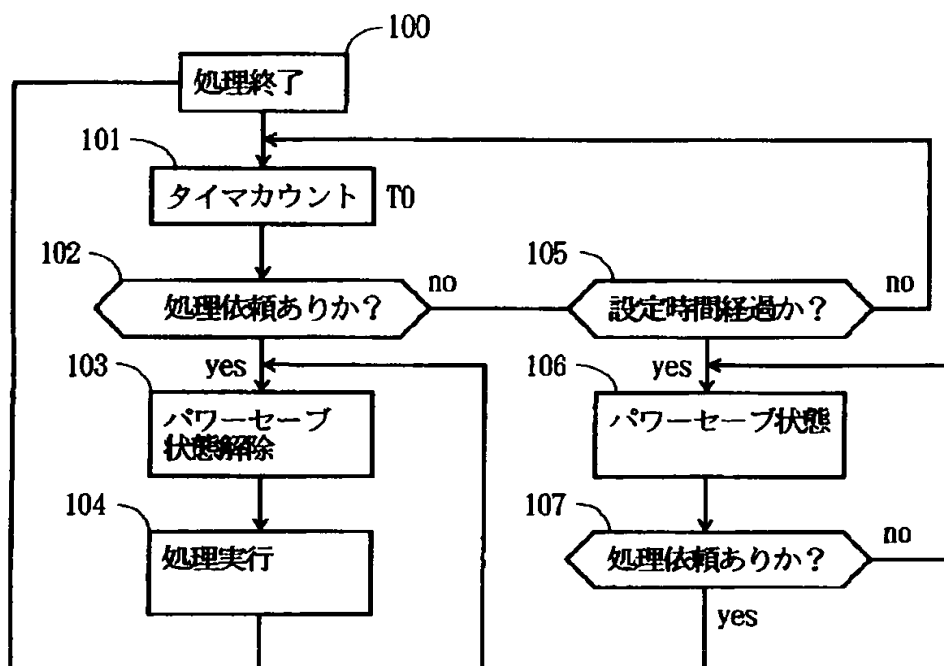 100
処理終了
101
タイマカウント T0
102
処理依頼ありか?
no
105
設定時間経過か?
no
yes
103
パワーセーブ
状態解除
yes
106
パワーセーブ状態
104
処理実行
107
処理依頼ありか?
no
yes